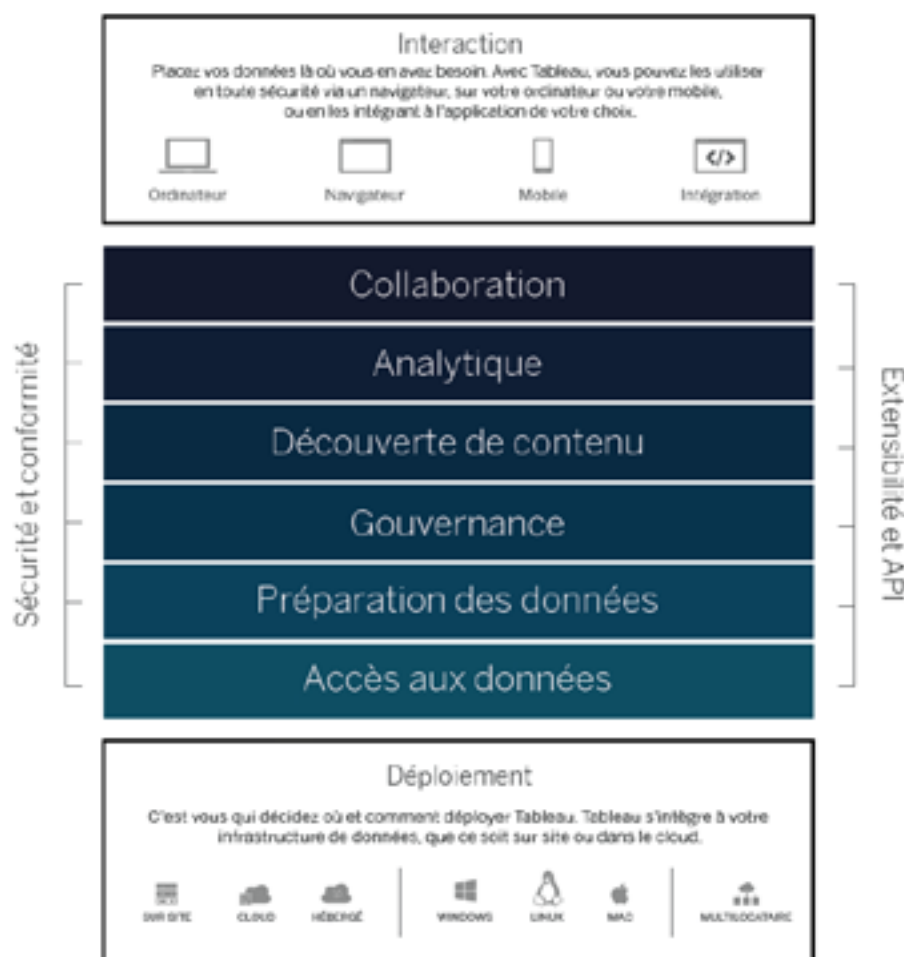 Interaction
Placez vos données là où vous en avez besoin. Avec Tableau, vous pouvez les utiliser
en toute sécurité via un navigateur, sur votre ordinateur ou votre mobile,
ou en les intégrant à l'application de votre choix.
Ordinateur
Navigateur
Mobile
</>
Intégration
Sécurité et conformité
Collaboration
Analytique
Découverte de contenu
Gouvernance
Préparation des données
Accès aux données
Extensibilité et API
Déploiement
C'est vous qui décidez où et comment déployer Tableau. Tableau s'intègre à votre
infrastructure de données, que ce soit sur site ou dans le cloud.
SUR SITE
CLOUD
HÉBERGÉ
WINDOWS
LINUX
MAC
MULTILOCATAIRE